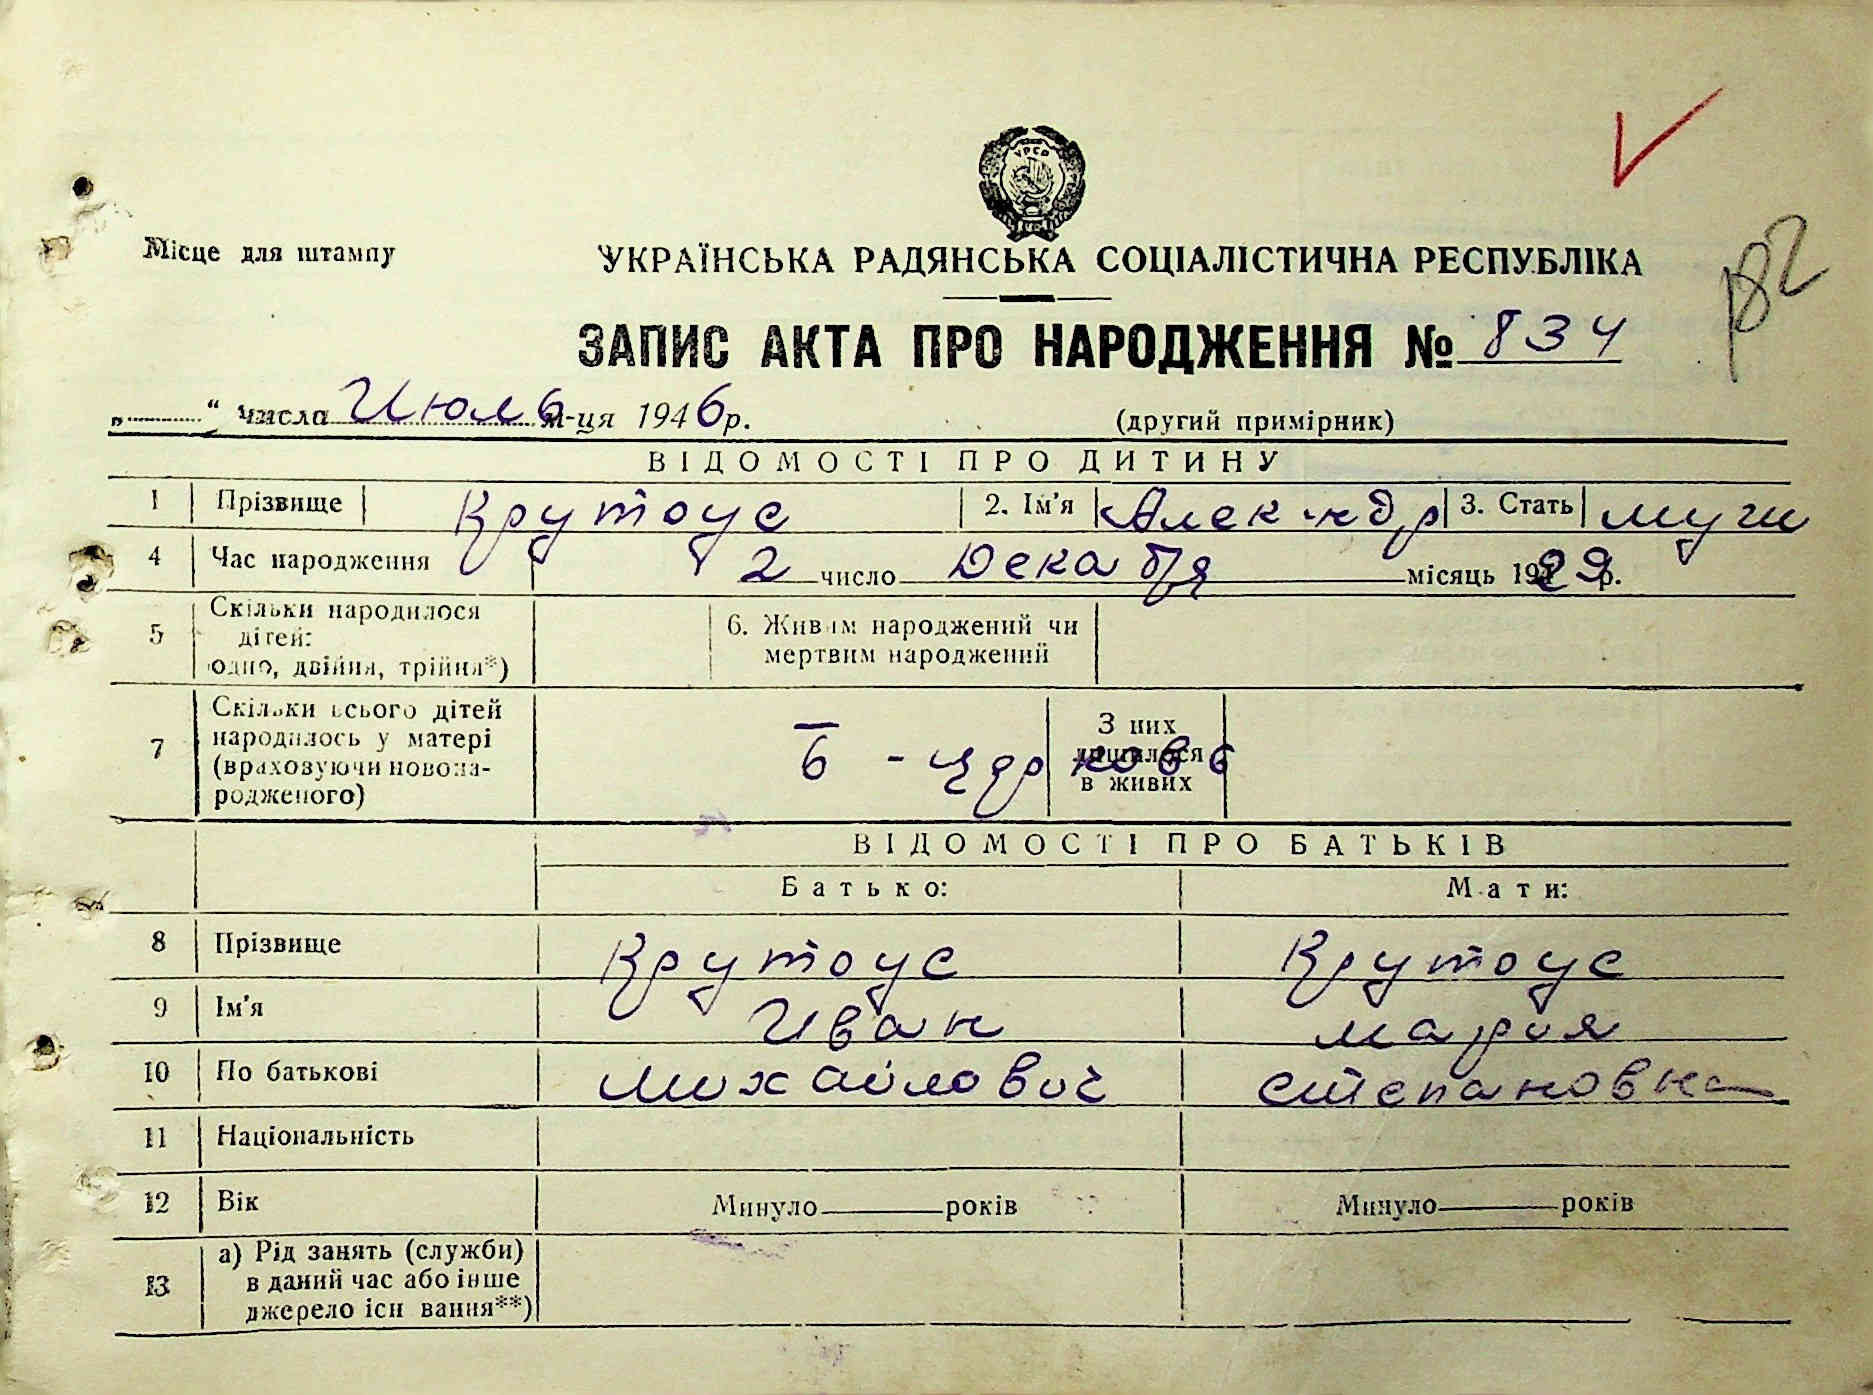 УРСР
Місце для штампу
УКРАЇНСЬКА РАДЯНСЬКА СОЦІАЛІСТИЧНА РЕСПУБЛІКА
182
ЗАПИС АКТА ПРО НАРОДЖЕННЯ № 834
„ “ числа Июль м-ця 1946 р.
(другий примірник)
ВІДОМОСТІ ПРО ДИТИНУ
1 Прізвище Крутоус 2. Ім'я Александр 3. Стать муж
4 Час народження 2 число Декабря місяць 1929 р.
5 Скільки народилося дітей: одно, двійня, трійня*) 6. Живим народжений чи мертвим народжений
7 Скільки всього дітей народилось у матері (враховуючи новонародженого) З них лишилося в живих
ВІДОМОСТІ ПРО БАТЬКІВ
Батько: Мати:
8 Прізвище Крутоус Крутоус
9 Ім'я Иван Мария
10 По батькові Михайлович Степановна
11 Національність
12 Вік Минуло років Минуло років
13 а) Рід занять (служби) в даний час або інше джерело існування**)